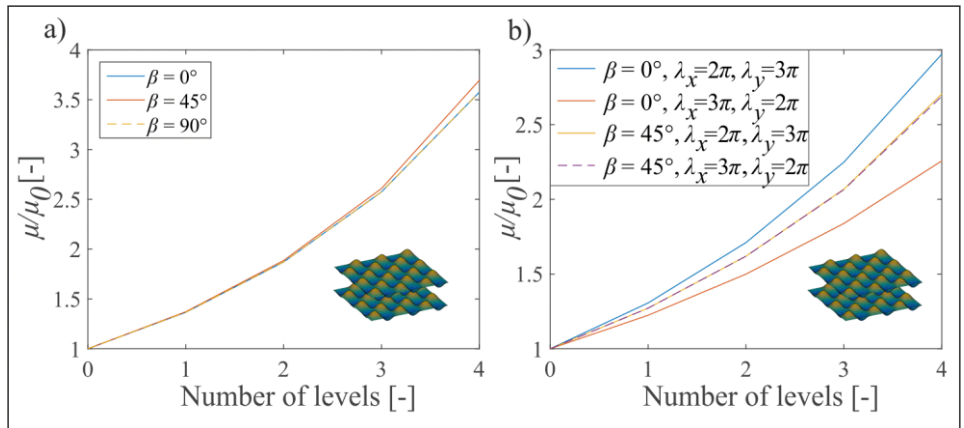 a)
4
3.5
3
2.5
2
1.5
1
μ/μ0 [-]
β = 0°
β = 45°
β = 90°
0 1 2 3 4
Number of levels [-]
b)
3
2.5
2
1.5
1
μ/μ0 [-]
β = 0°, λx=2π, λy=3π
β = 0°, λx=3π, λy=2π
β = 45°, λx=2π, λy=3π
β = 45°, λx=3π, λy=2π
0 1 2 3 4
Number of levels [-]